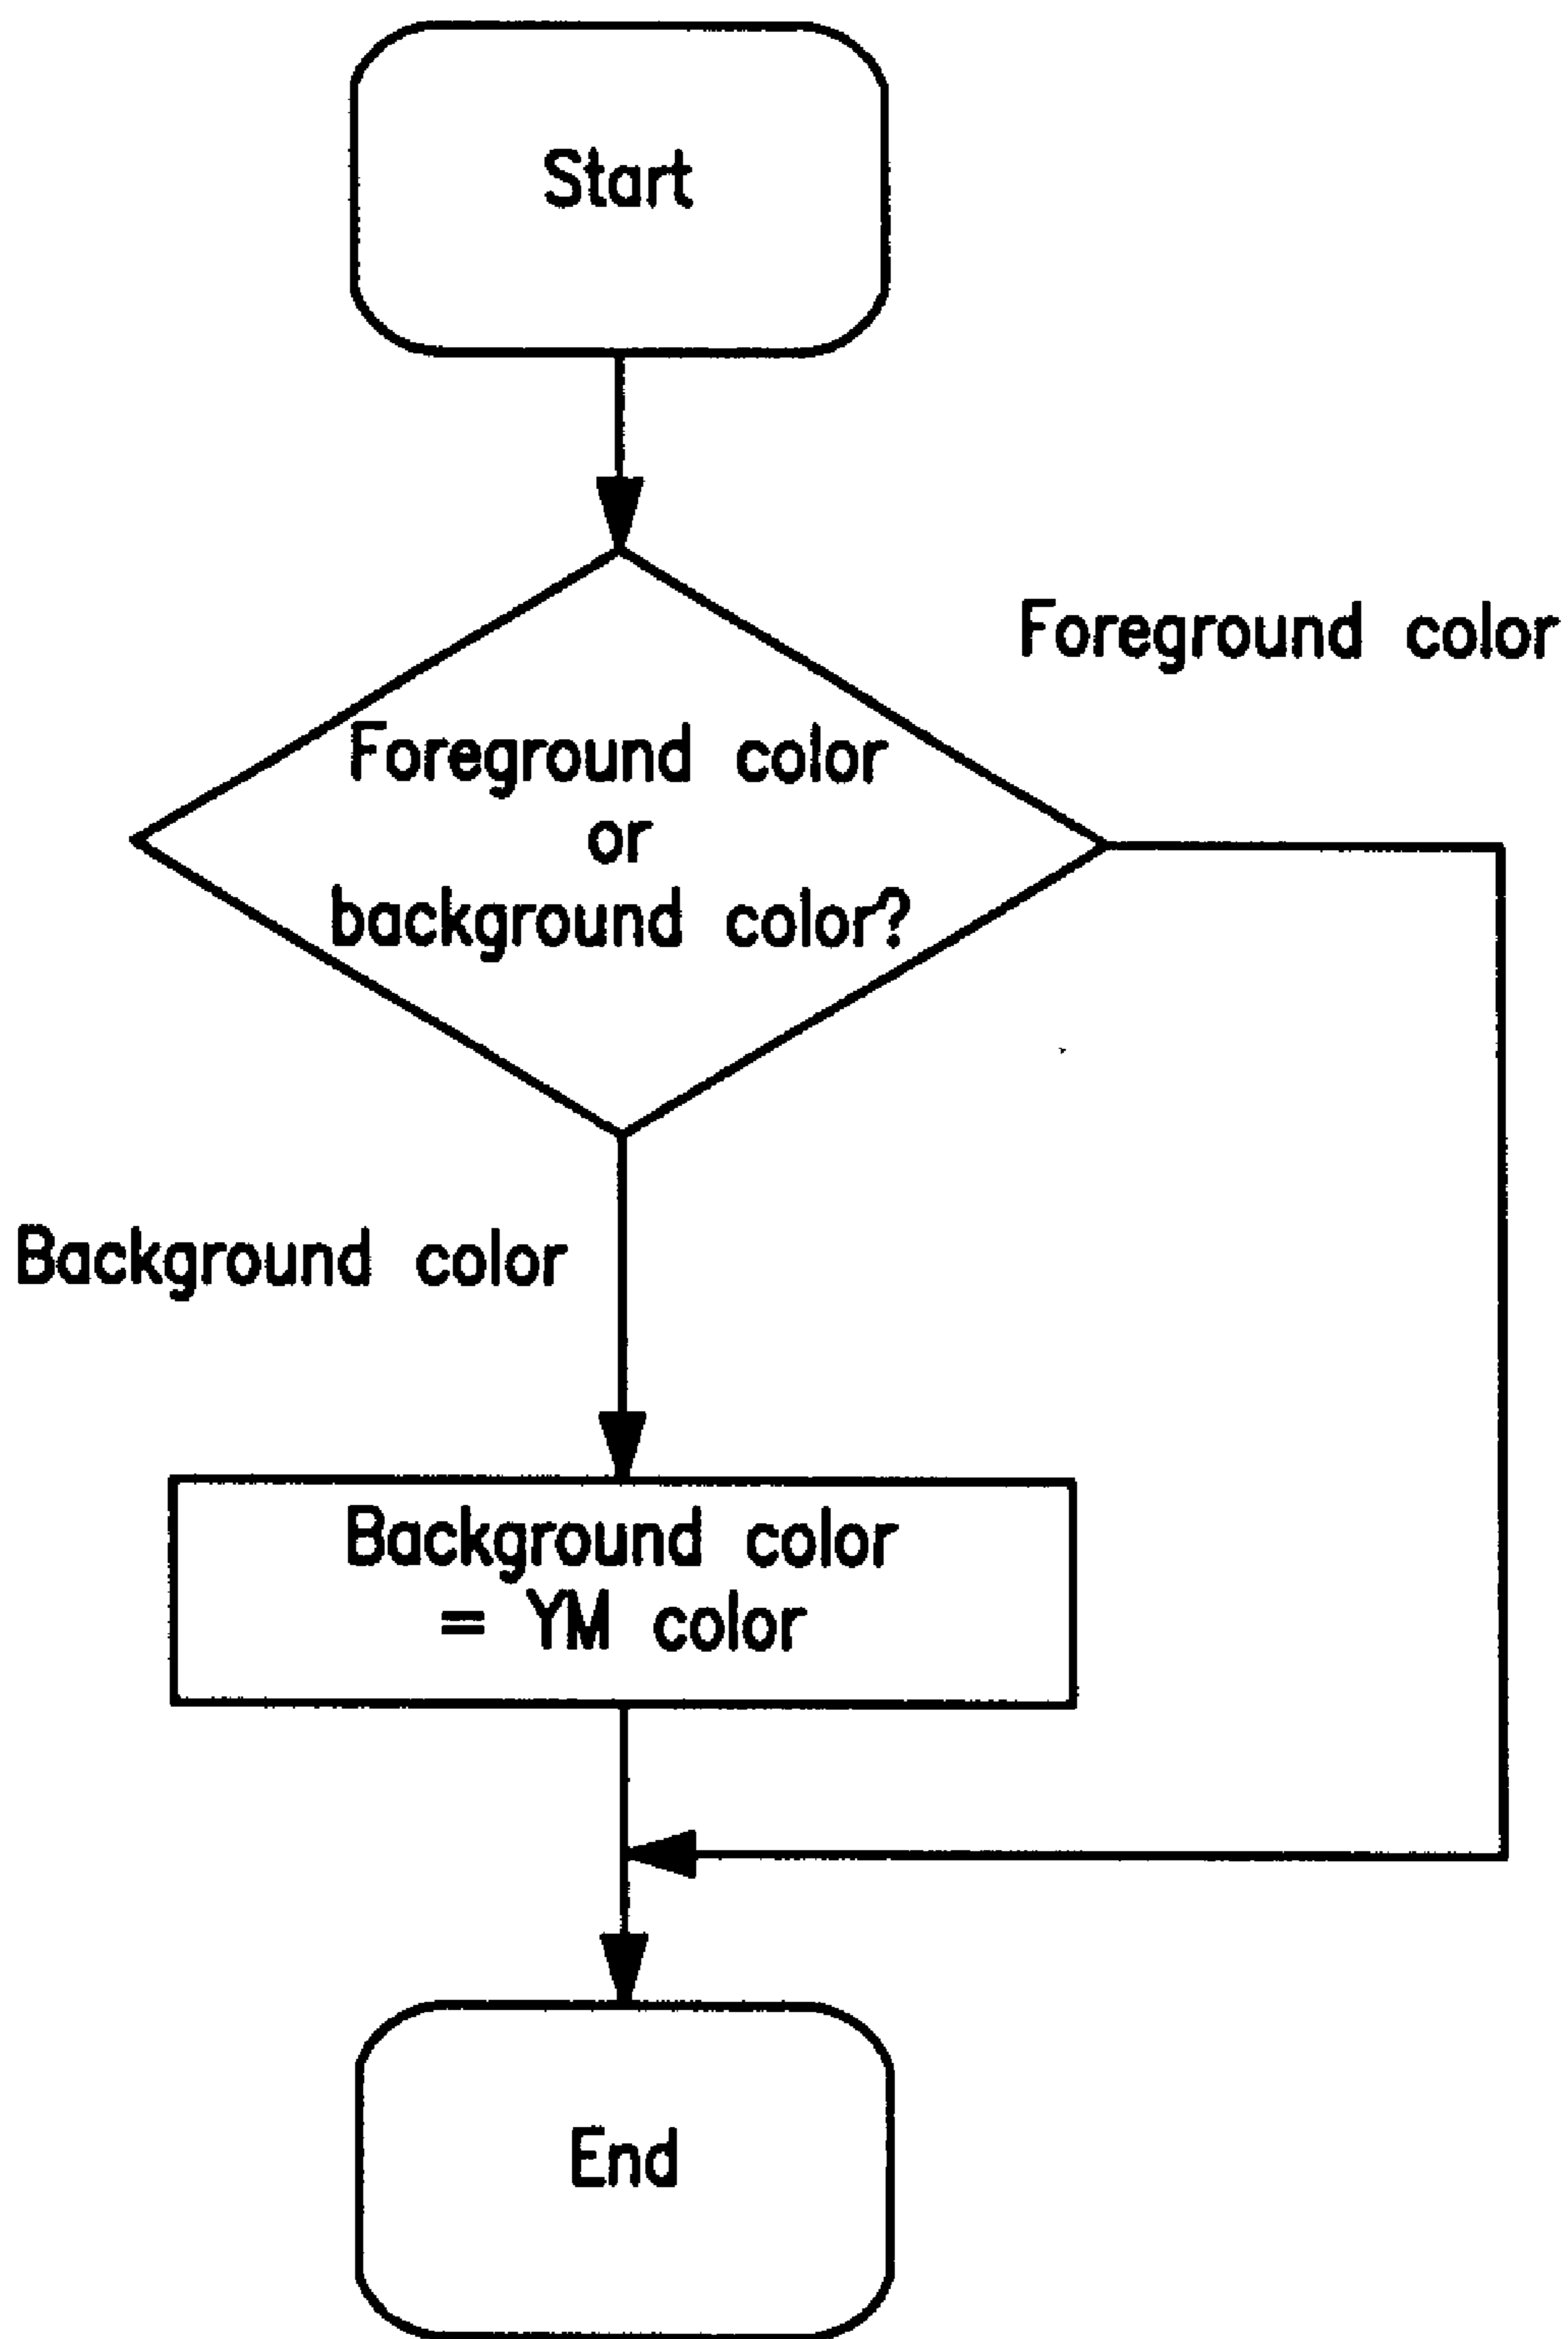 Start
Foreground color
Foreground color
or
background color?
Background color
Background color
= YM color
End